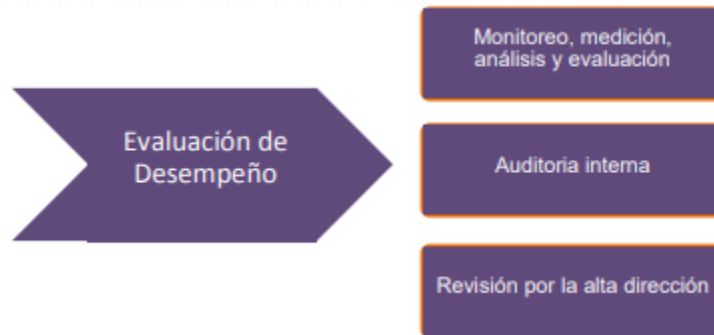 Evaluación de
Desempeño
Monitoreo, medición,
análisis y evaluación
Auditoria interna
Revisión por la alta dirección